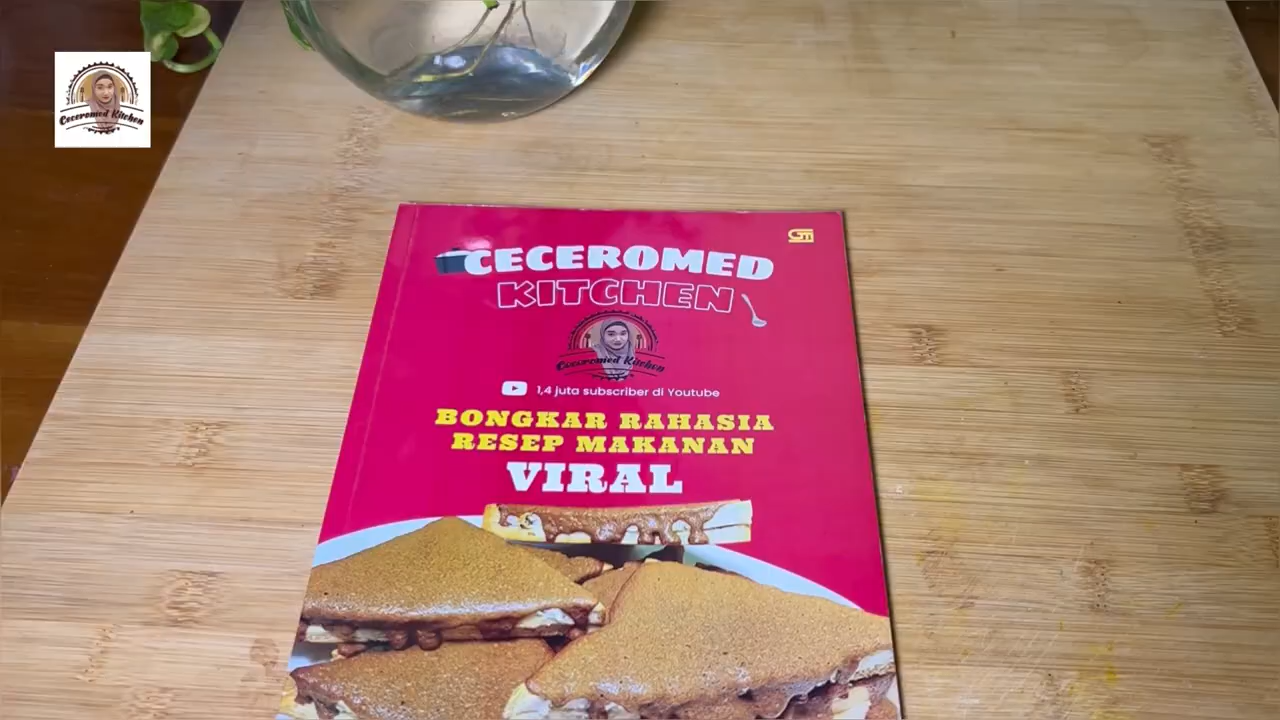 Ceceromed Kitchen
CECEROMED
KITCHEN
Ceceromed Kitchen
1,4 juta subscriber di Youtube
BONGKAR RAHASIA
RESEP MAKANAN
VIRAL